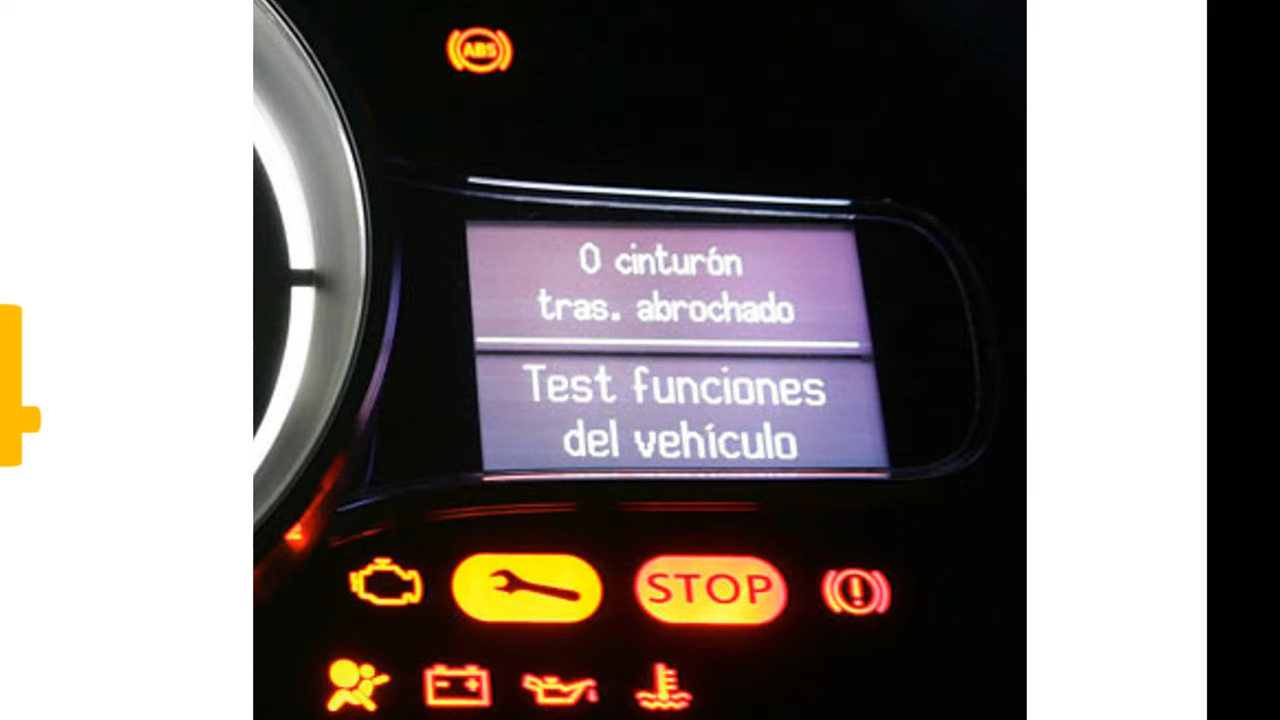 ABS
0 cinturón
tras. abrochado
Test funciones
del vehículo
STOP